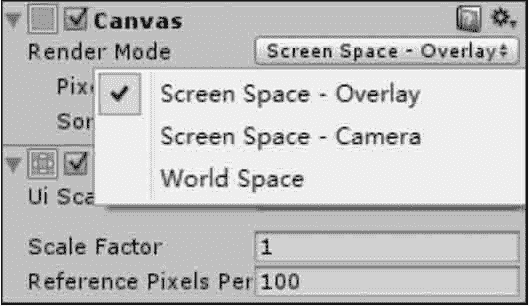 Canvas
Render Mode Screen Space - Overlay
Pixe
Screen Space - Overlay
Sor
Screen Space - Camera
World Space
Ui Sca
Scale Factor 1
Reference Pixels Per 100